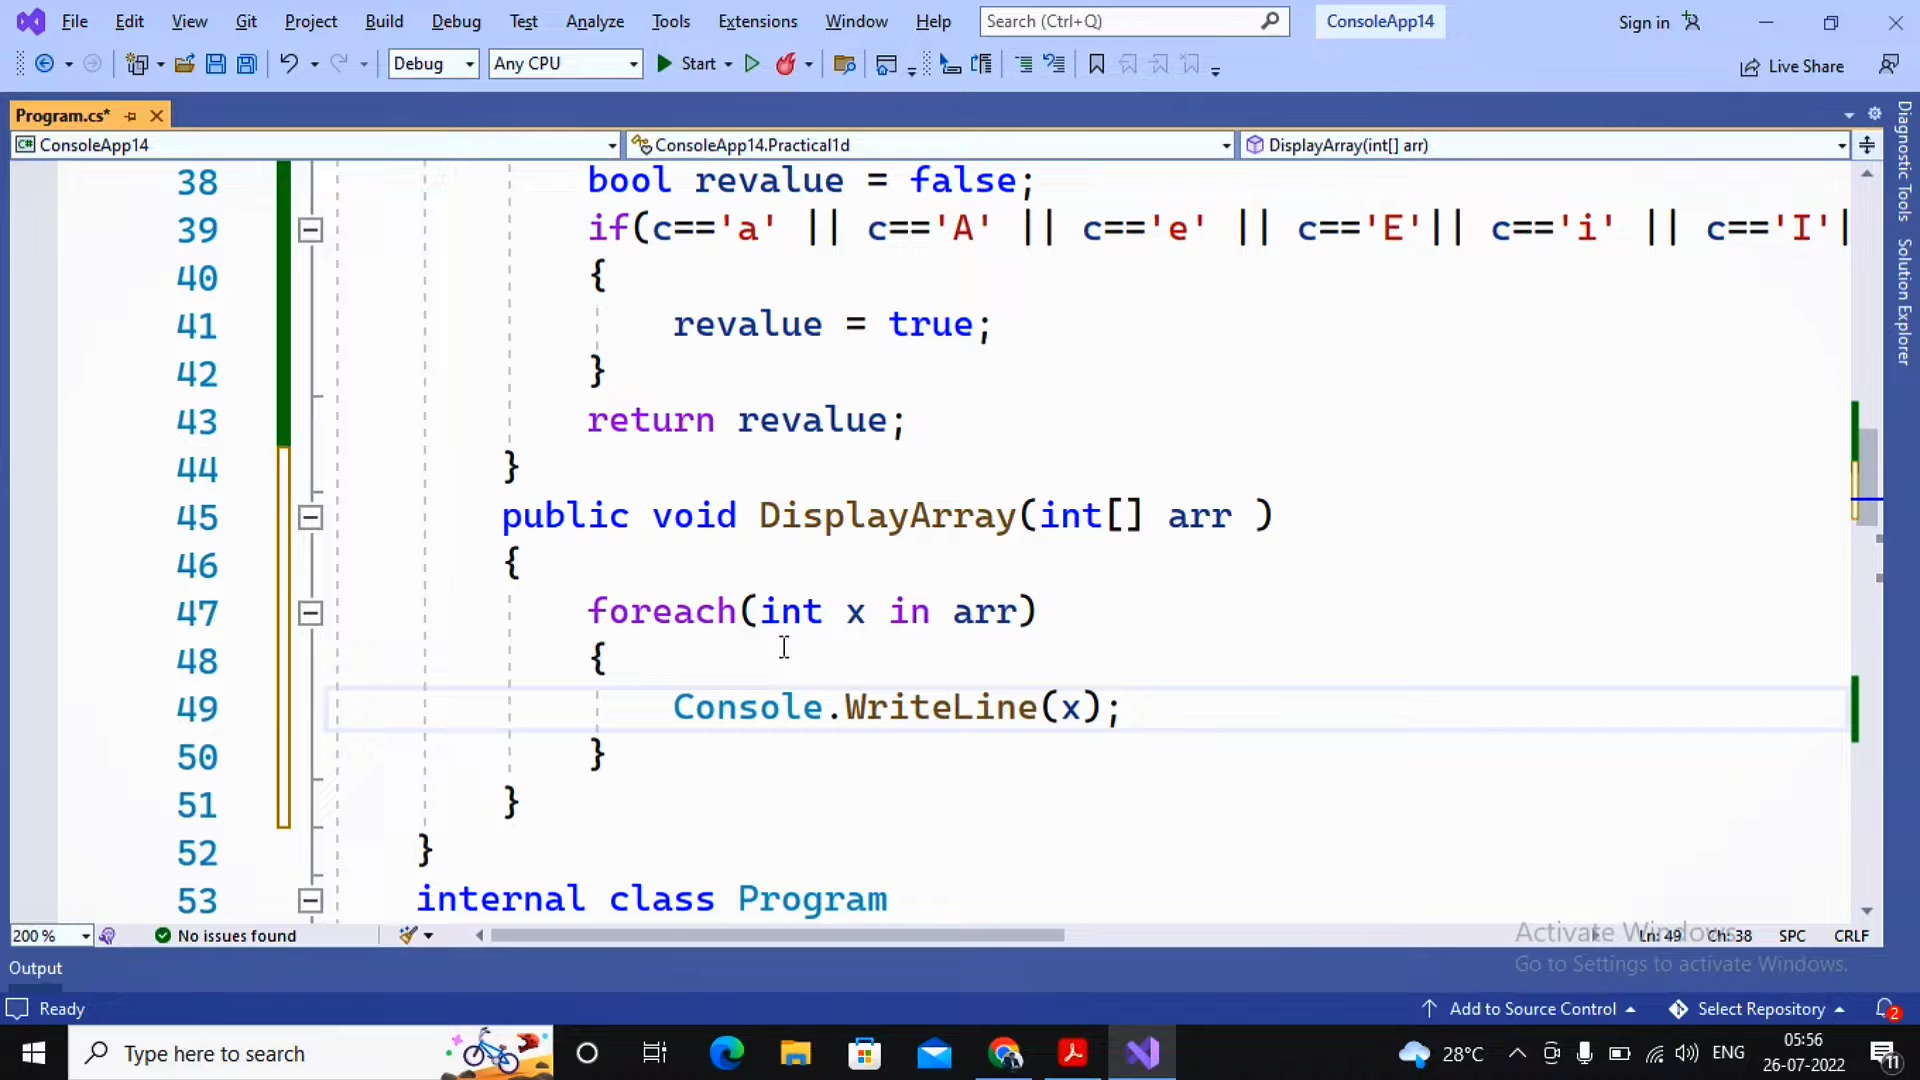 File Edit View Git Project Build Debug Test Analyze Tools Extensions Window Help Search (Ctrl+Q) ConsoleApp14 Sign in
Debug Any CPU Start Live Share
Program.cs*
C# ConsoleApp14 ConsoleApp14.Practical1d DisplayArray(int[] arr)
Diagnostic Tools
Solution Explorer
38 bool revalue = false;
39 if(c=='a' || c=='A' || c=='e' || c=='E'|| c=='i' || c=='I'|
40 {
41 revalue = true;
42 }
43 return revalue;
44 }
45 public void DisplayArray(int[] arr )
46 {
47 foreach(int x in arr)
48 {
49 Console.WriteLine(x);
50 }
51 }
52 }
53 internal class Program
200 % No issues found Ln: 49 Ch: 38 SPC CRLF
Activate Windows
Go to Settings to activate Windows.
Output
Ready Add to Source Control Select Repository 2
Type here to search 28°C ENG 05:56
26-07-2022 11